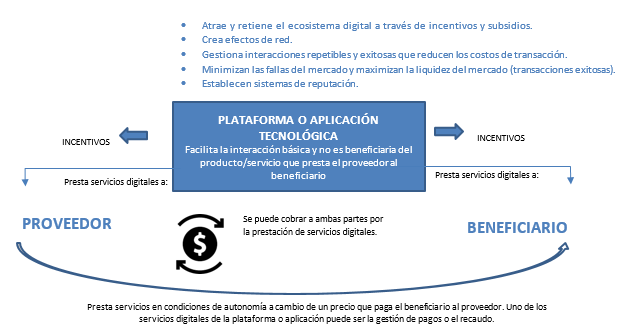 Atrae y retiene el ecosistema digital a través de incentivos y subsidios.
Crea efectos de red.
Gestiona interacciones repetibles y exitosas que reducen los costos de transacción.
Minimizan las fallas del mercado y maximizan la liquidez del mercado (transacciones exitosas).
Establecen sistemas de reputación.
PLATAFORMA O APLICACIÓN
TECNOLÓGICA
Facilita la interacción básica y no es beneficiaria del
producto/servicio que presta el proveedor al
beneficiario
INCENTIVOS
INCENTIVOS
Presta servicios digitales a:
Presta servicios digitales a:
PROVEEDOR
$
Se puede cobrar a ambas partes por
la prestación de servicios digitales.
BENEFICIARIO
Presta servicios en condiciones de autonomía a cambio de un precio que paga el beneficiario al proveedor. Uno de los
servicios digitales de la plataforma o aplicación puede ser la gestión de pagos o el recaudo.